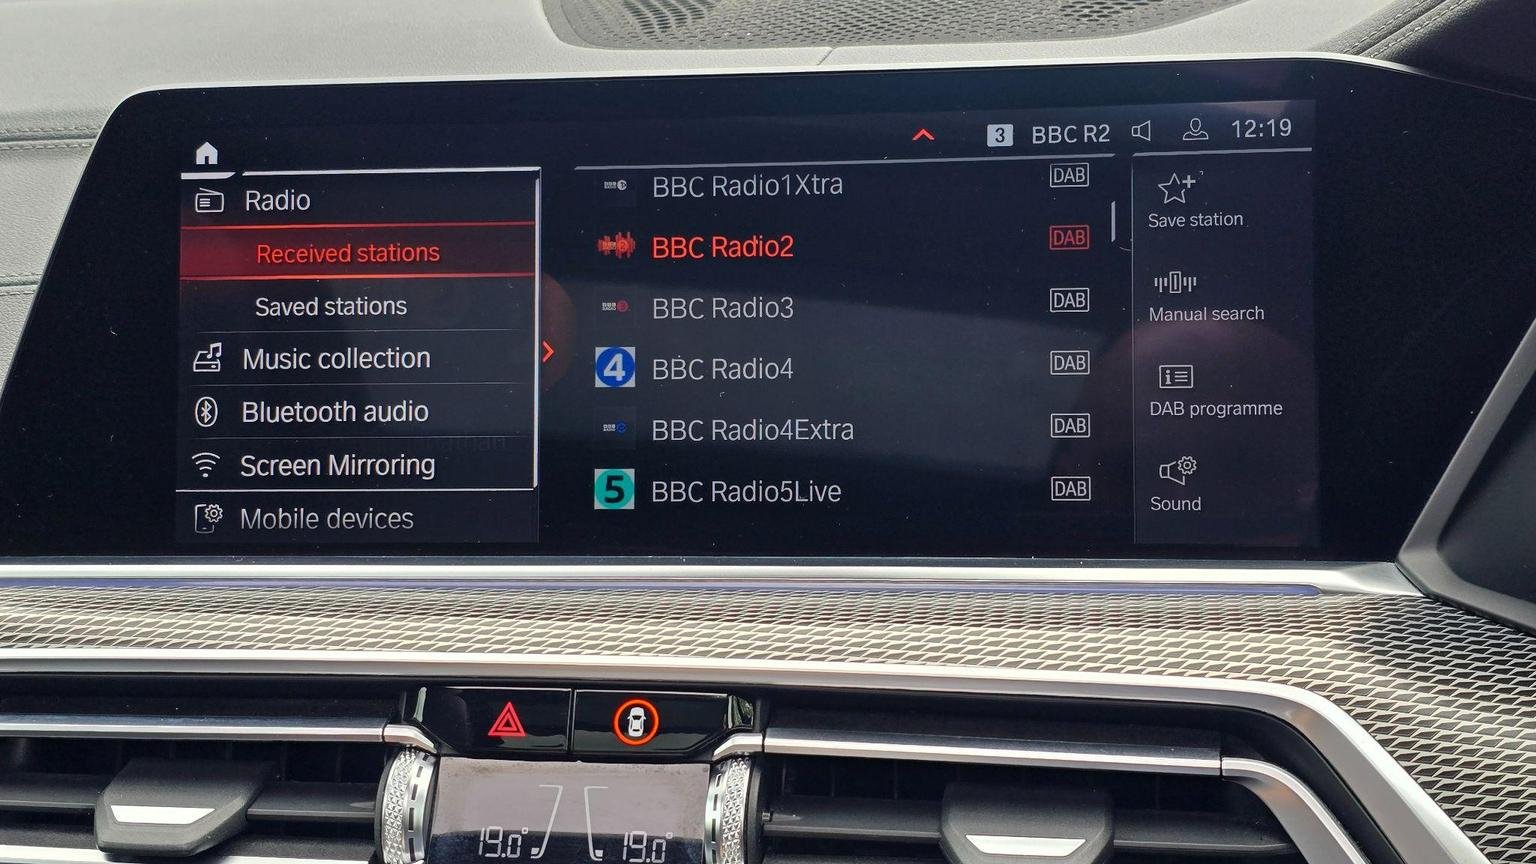 3 BBC R2 12:19
Radio
Received stations
Saved stations
Music collection
Bluetooth audio
Screen Mirroring
Mobile devices
BBC Radio1Xtra DAB
BBC Radio2 DAB
BBC Radio3 DAB
4 BBC Radio4 DAB
BBC Radio4Extra DAB
5 BBC Radio5Live DAB
Save station
Manual search
DAB programme
Sound
19.0° 19.0°